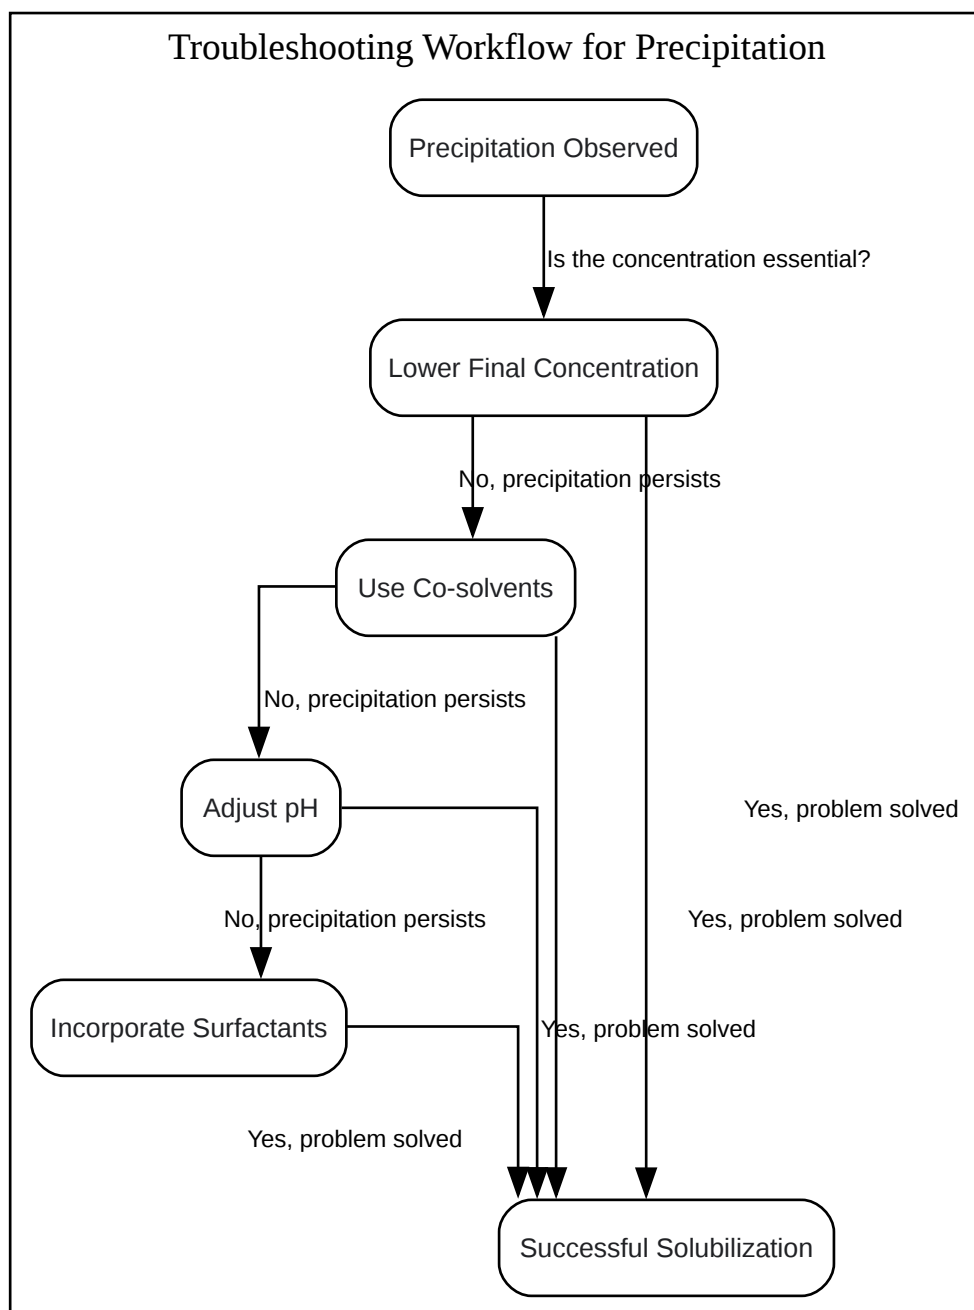 Troubleshooting Workflow for Precipitation
Precipitation Observed
Is the concentration essential?
Lower Final Concentration
No, precipitation persists
Use Co-solvents
No, precipitation persists
Adjust pH
Yes, problem solved
No, precipitation persists
Yes, problem solved
Incorporate Surfactants
Yes, problem solved
Yes, problem solved
Successful Solubilization